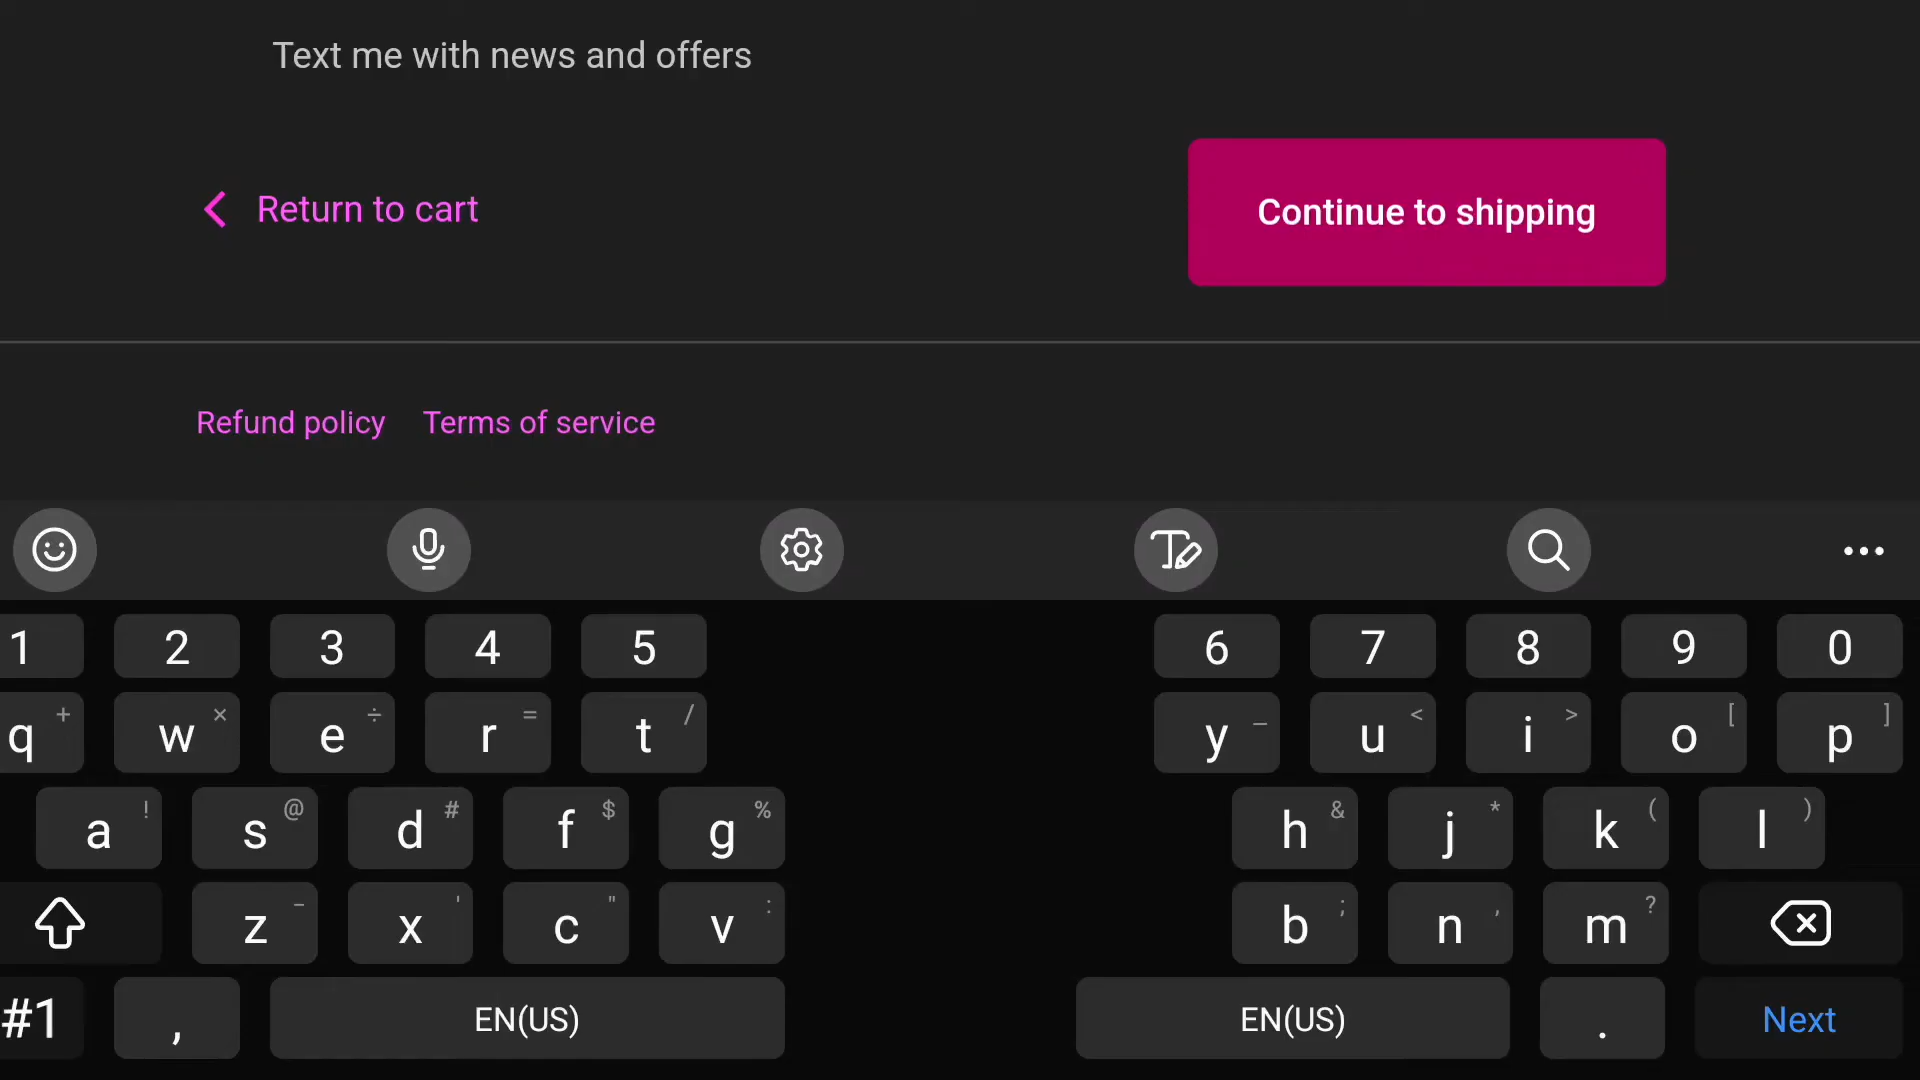 Text me with news and offers
Return to cart
Continue to shipping
Refund policy Terms of service
1 2 3 4 5 6 7 8 9 0
q + w × e ÷ r = t / y _ u < i > o [ p ]
a ! s @ d # f $ g % h & j * k ( l )
z - x ' c " v : b ; n , m ?
#1 , EN(US) EN(US) . Next